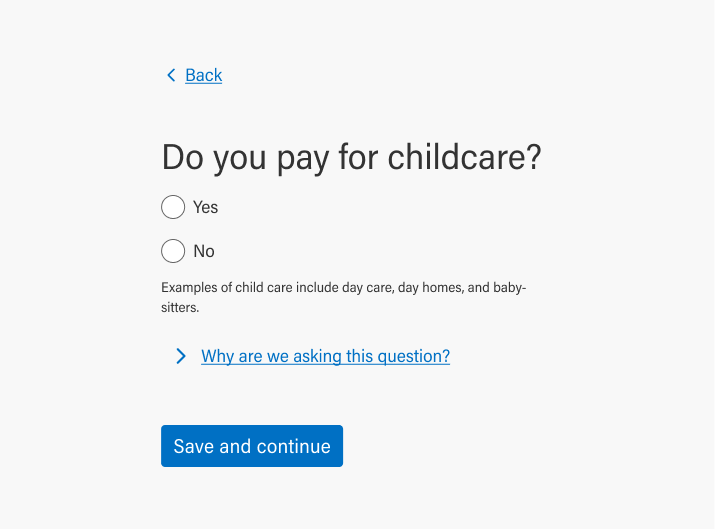 Back
Do you pay for childcare?
Yes
No
Examples of child care include day care, day homes, and baby-
sitters.
Why are we asking this question?
Save and continue